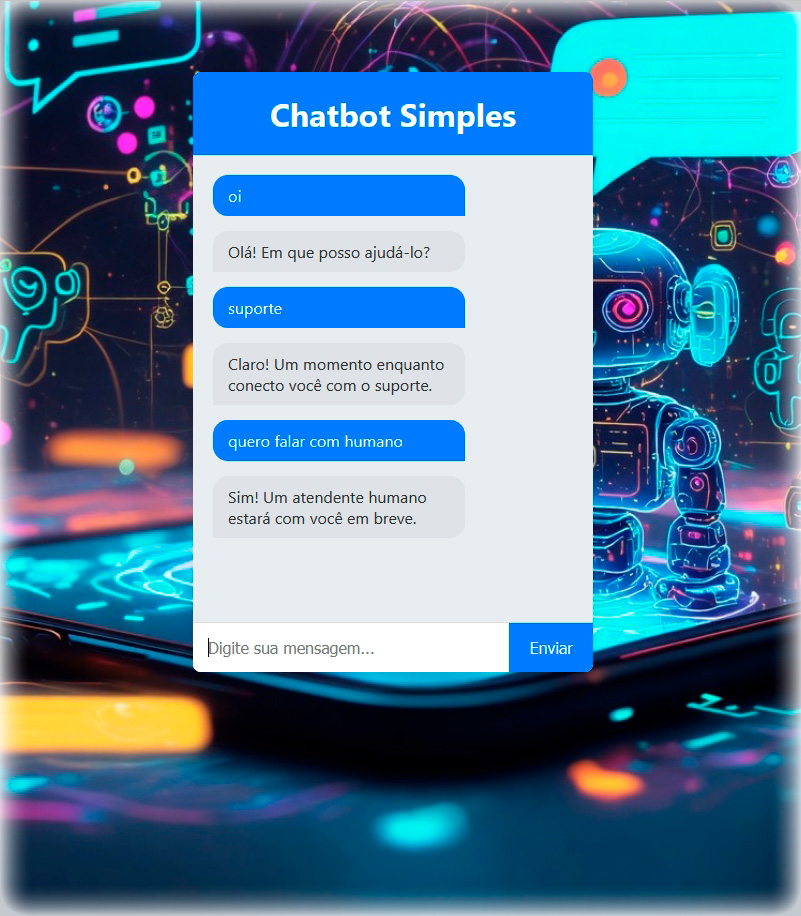 Chatbot Simples
oi
Olá! Em que posso ajudá-lo?
suporte
Claro! Um momento enquanto
conecto você com o suporte.
quero falar com humano
Sim! Um atendente humano
estará com você em breve.
Digite sua mensagem...
Enviar